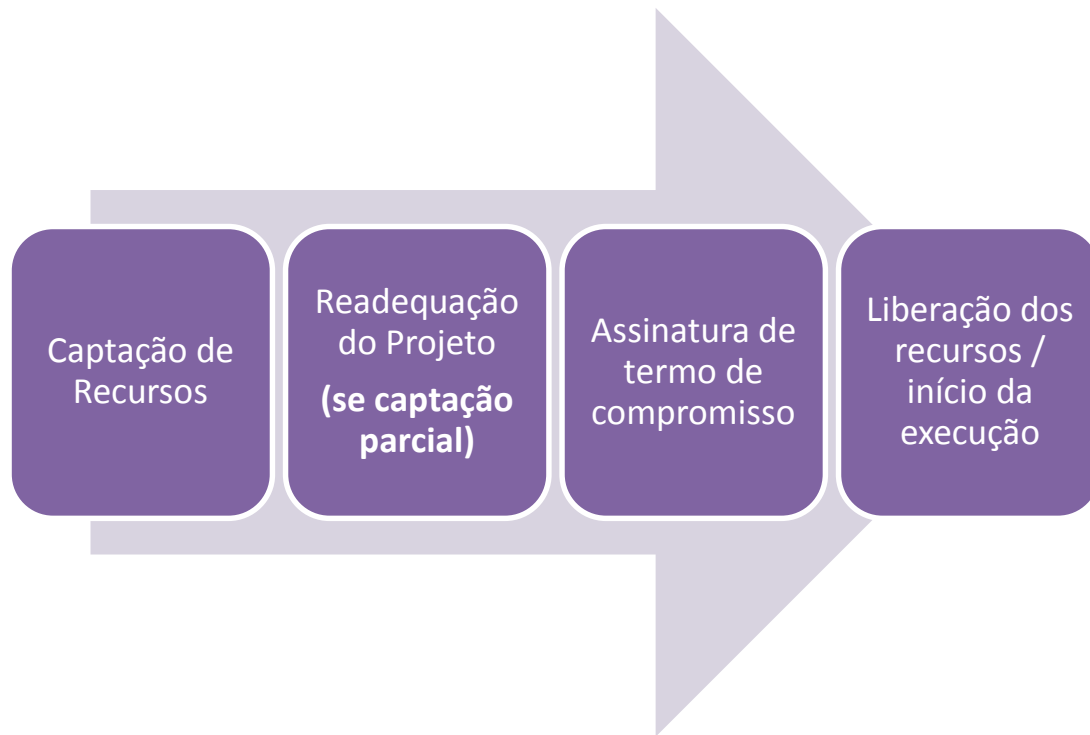 Captação de
Recursos
Readequação
do Projeto
(se captação
parcial)
Assinatura de
termo de
compromisso
Liberação dos
recursos /
início da
execução